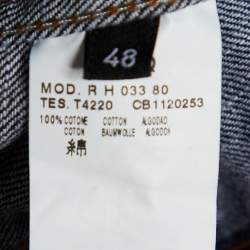 48
MOD. R H 033 80
TES. T4220 CB1120253
100% COTONE COTTON ALGODAO
COTON BAUMWOLLE ALGODON
綿